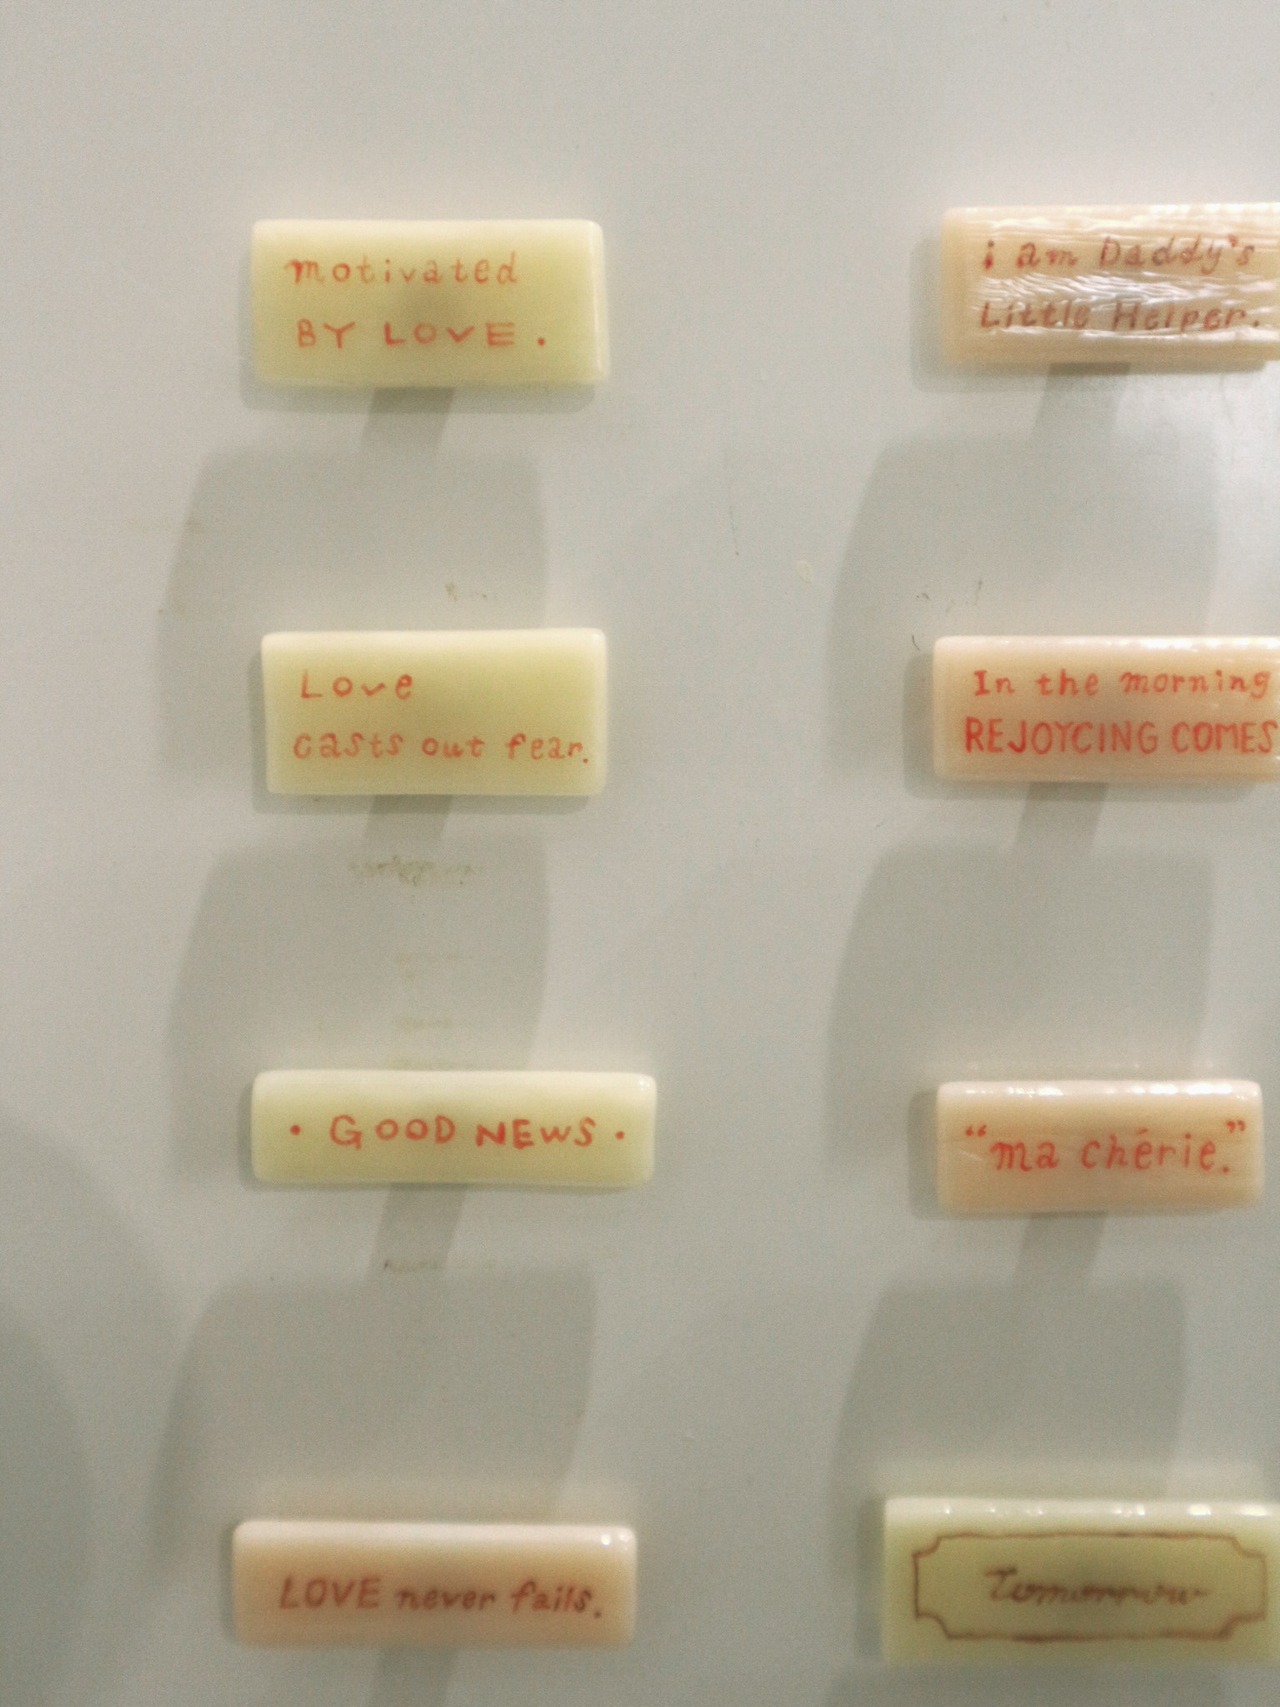 motivated
BY LOVE.
i am Daddy's
Little Helper.
Love
casts out fear.
In the morning
REJOYCING COMES
• GOOD NEWS •
“ma chérie.”
LOVE never fails.
Tomorrow